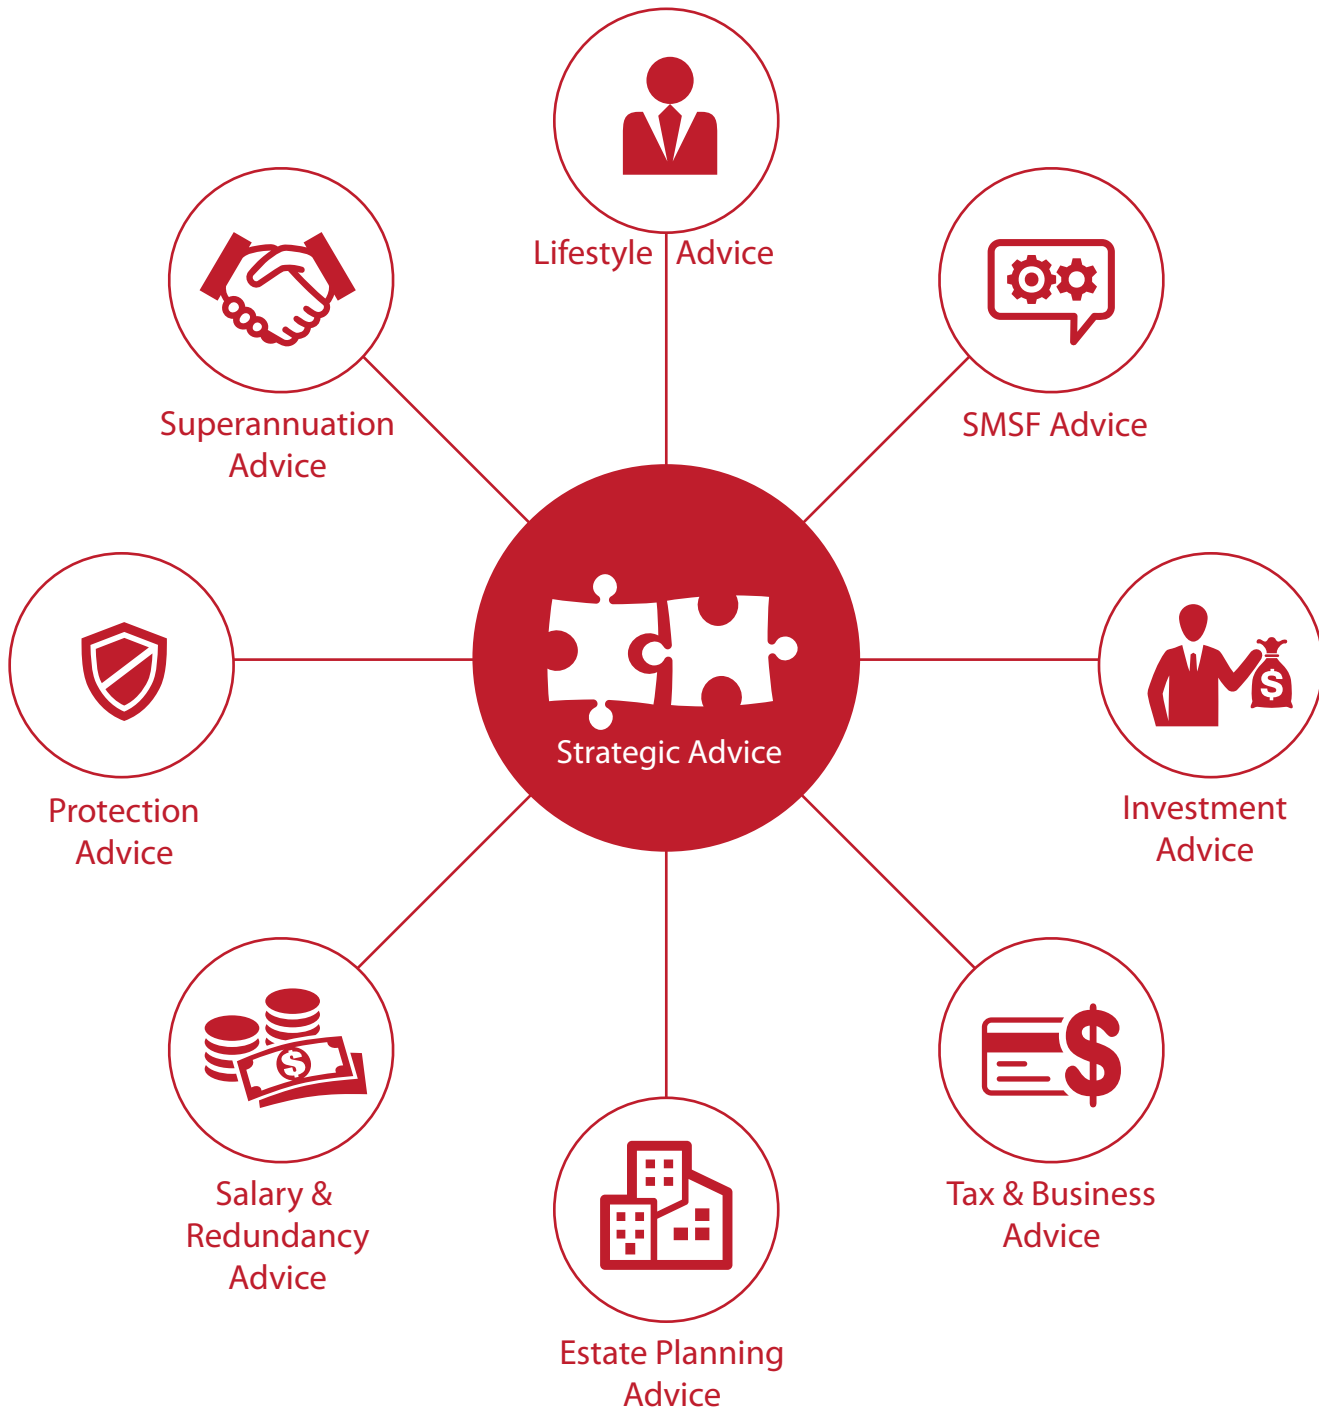 Lifestyle Advice
Superannuation
Advice
SMSF Advice
Strategic Advice
Protection
Advice
Investment
Advice
Salary &
Redundancy
Advice
Tax & Business
Advice
Estate Planning
Advice
$
$
$